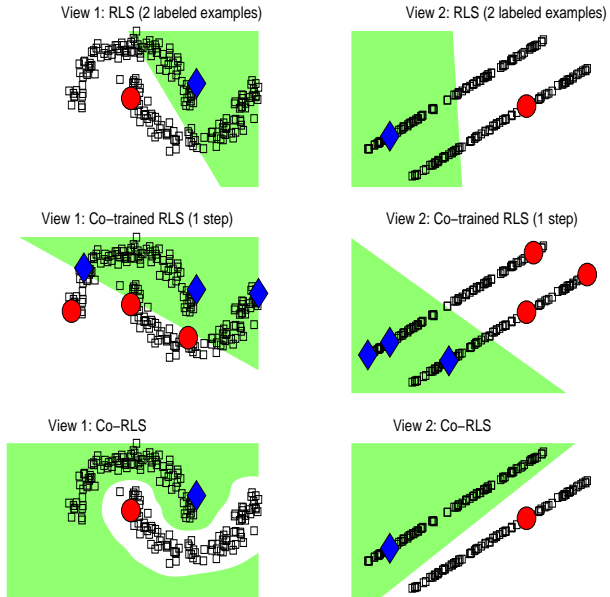 View 1: RLS (2 labeled examples)
View 2: RLS (2 labeled examples)
View 1: Co−trained RLS (1 step)
View 2: Co−trained RLS (1 step)
View 1: Co−RLS
View 2: Co−RLS